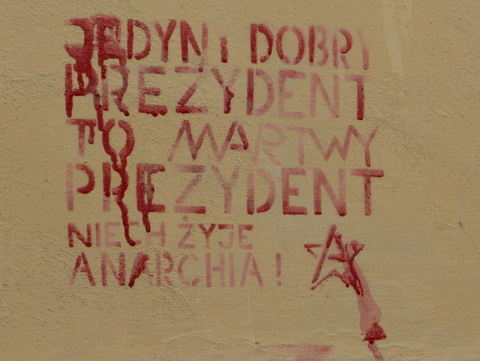 JEDYNY DOBRY
PREZYDENT
TO MARTWY
PREZYDENT
NIECH ŻYJE
ANARCHIA!